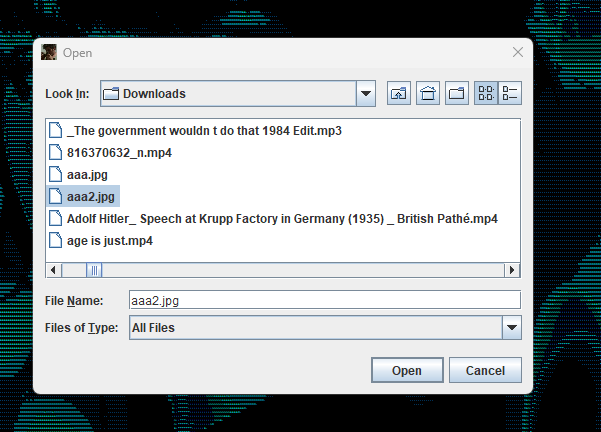 Open
Look In:
Downloads
_The government wouldn t do that 1984 Edit.mp3
816370632_n.mp4
aaa.jpg
aaa2.jpg
Adolf Hitler_ Speech at Krupp Factory in Germany (1935) _ British Pathé.mp4
age is just.mp4
File Name: aaa2.jpg
Files of Type: All Files
Open Cancel